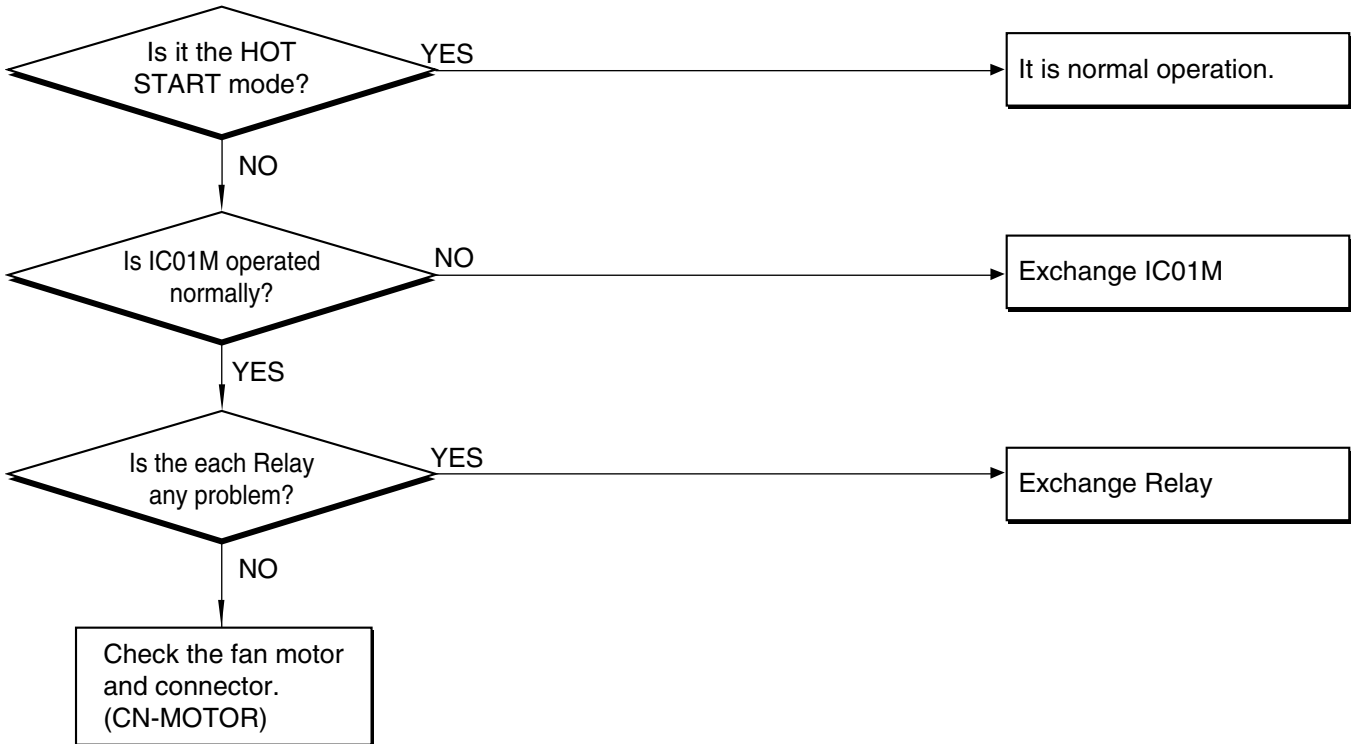 Is it the HOT
START mode?
YES
It is normal operation.
NO
Is IC01M operated
normally?
NO
Exchange IC01M
YES
Is the each Relay
any problem?
YES
Exchange Relay
NO
Check the fan motor
and connector.
(CN-MOTOR)